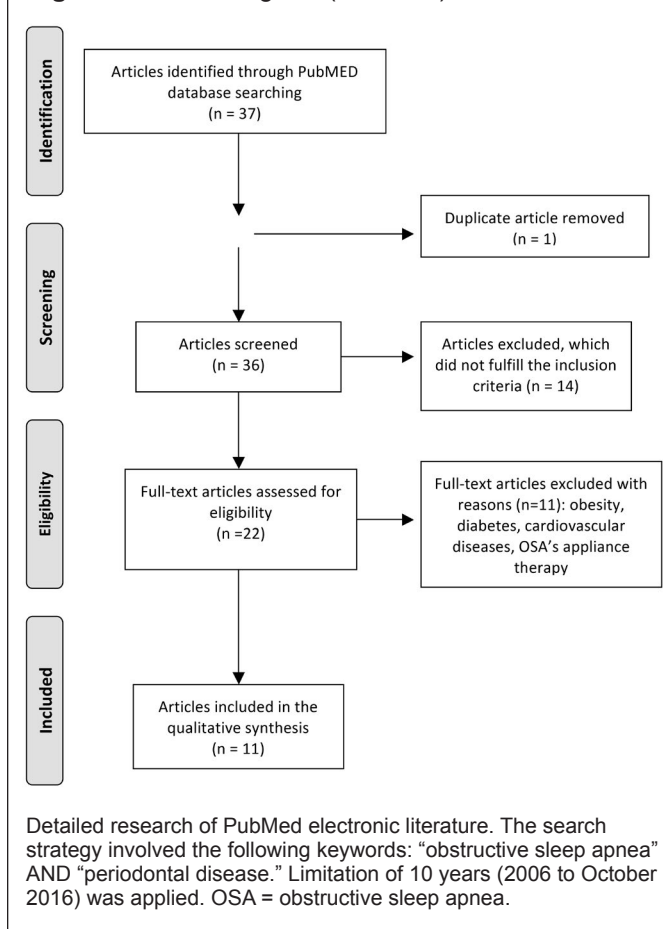 Identification
Articles identified through PubMED
database searching
(n = 37)
Duplicate article removed
(n = 1)
Screening
Articles screened
(n = 36)
Articles excluded, which
did not fulfill the inclusion
criteria (n = 14)
Eligibility
Full-text articles assessed for
eligibility
(n =22)
Full-text articles excluded with
reasons (n=11): obesity,
diabetes, cardiovascular
diseases, OSA's appliance
therapy
Included
Articles included in the
qualitative synthesis
(n = 11)
Detailed research of PubMed electronic literature. The search
strategy involved the following keywords: “obstructive sleep apnea”
AND “periodontal disease.” Limitation of 10 years (2006 to October
2016) was applied. OSA = obstructive sleep apnea.